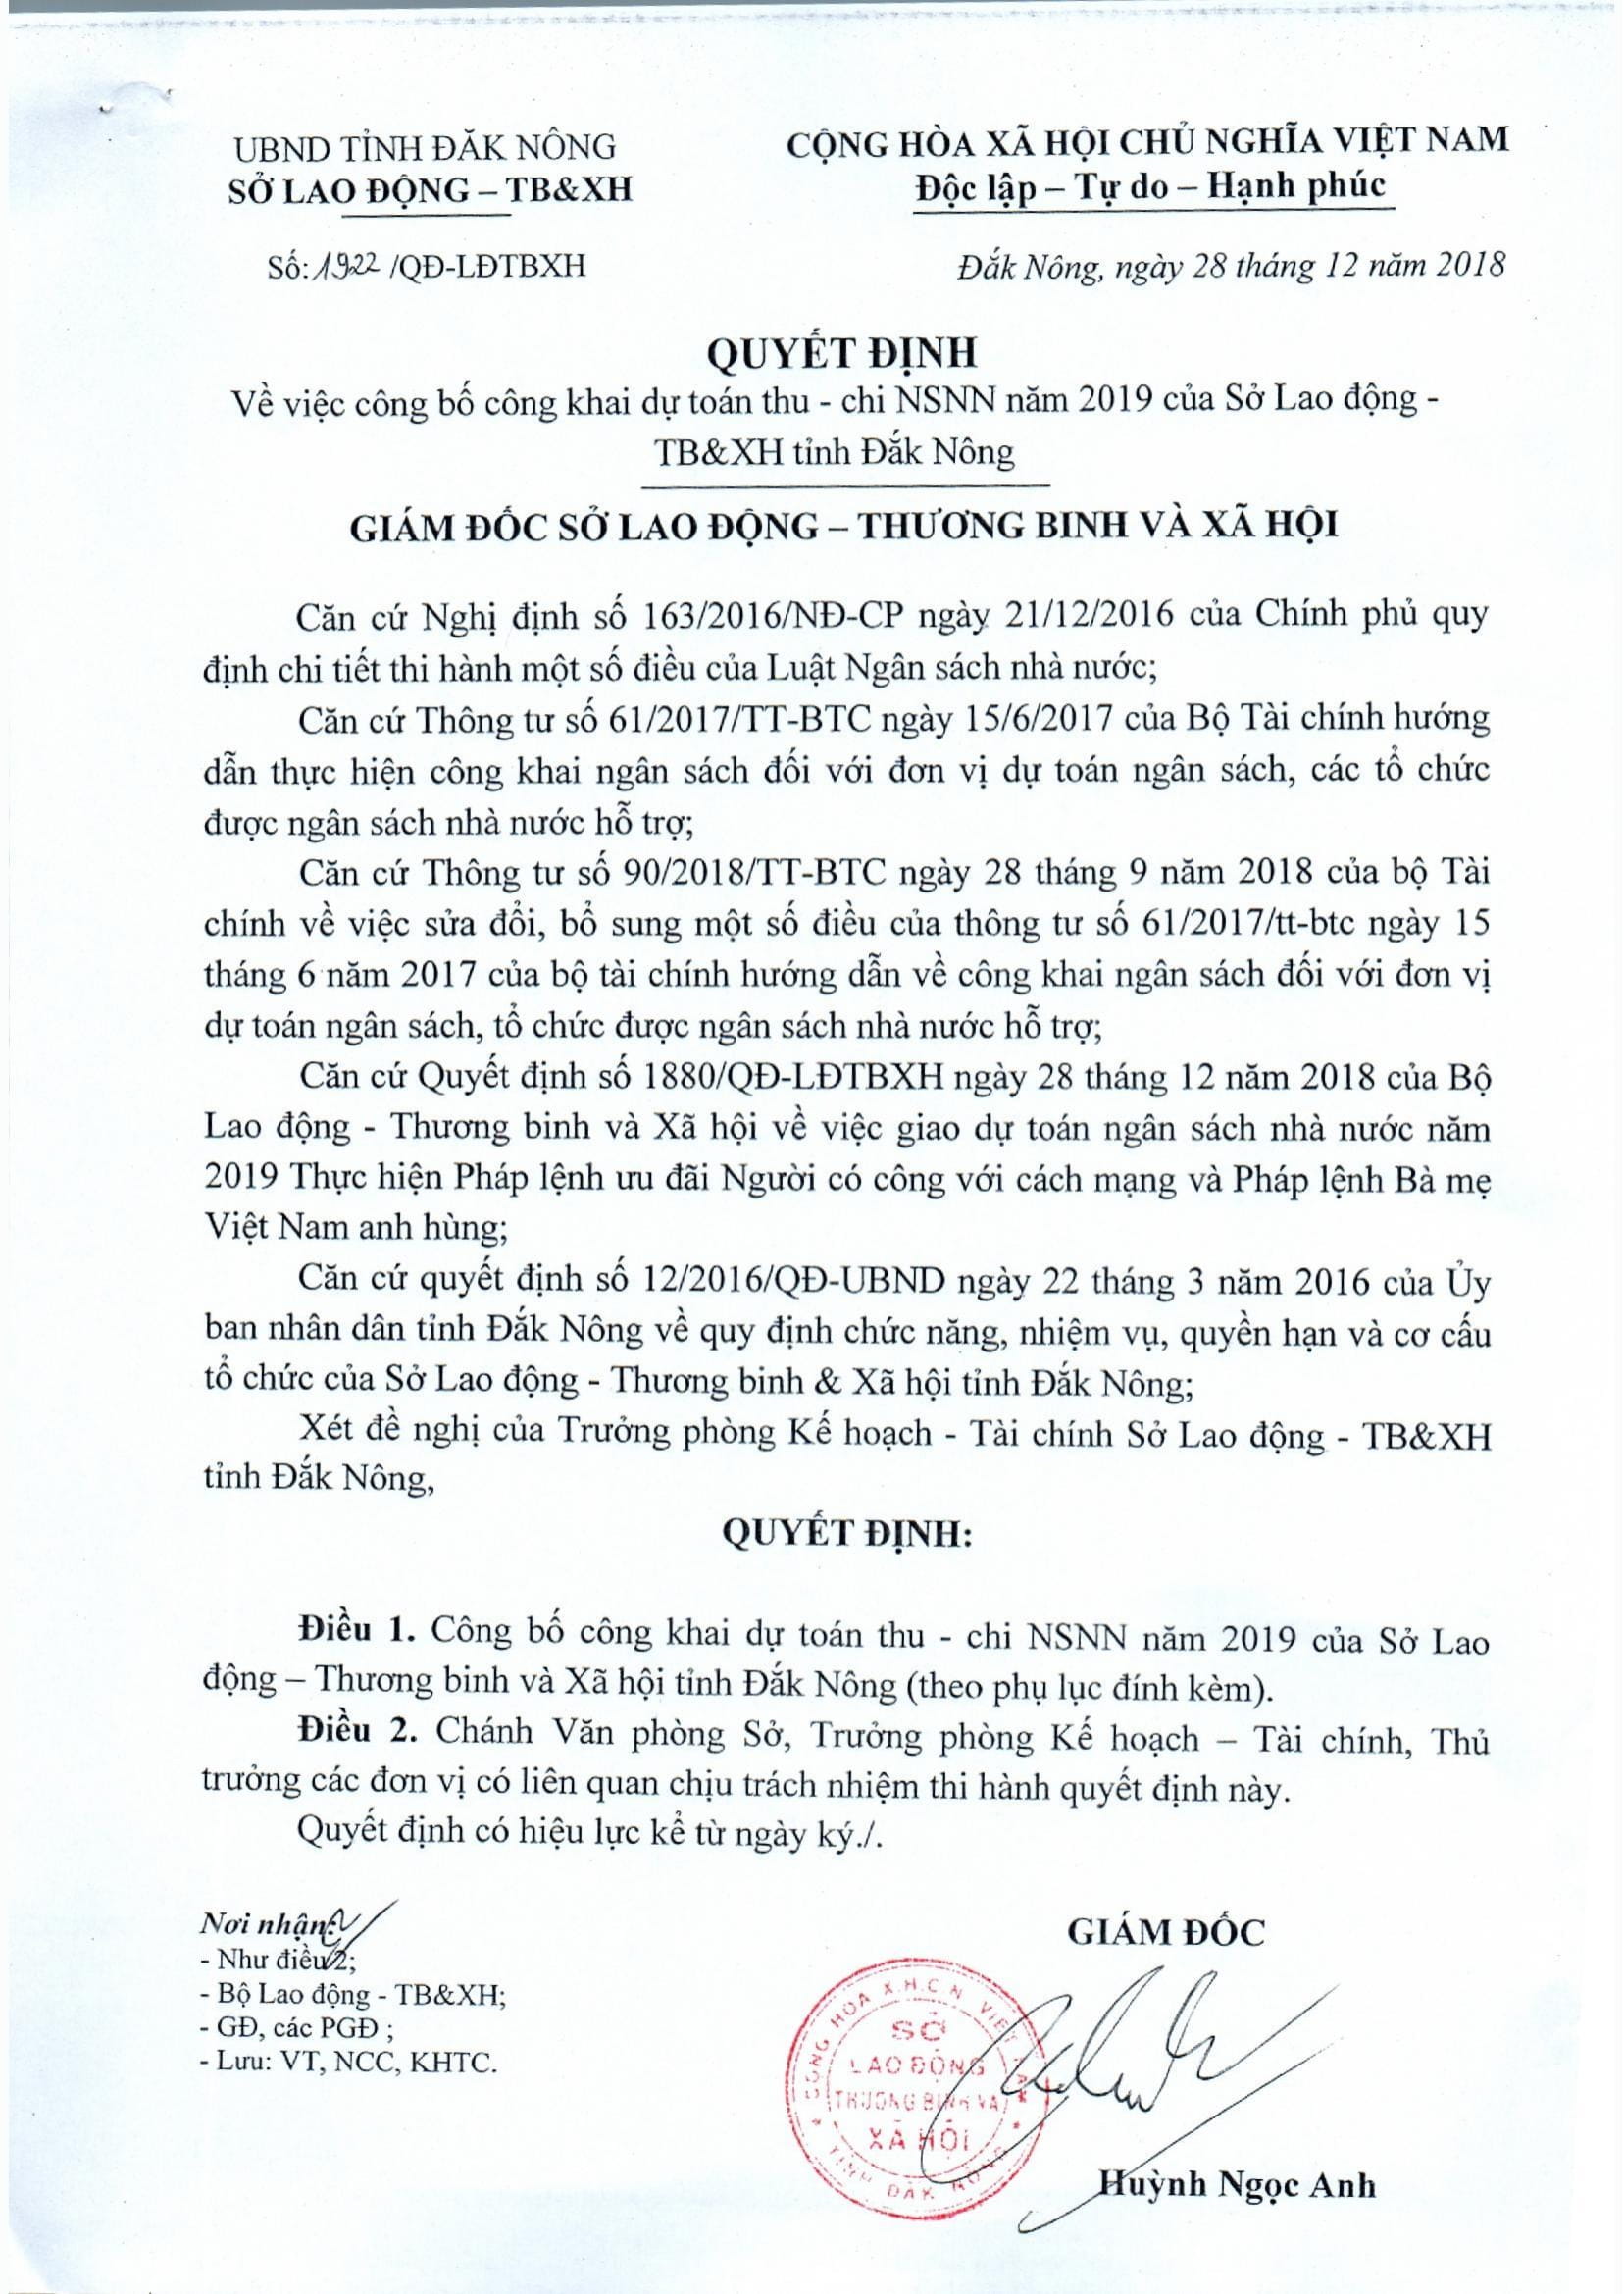 UBND TỈNH ĐĂK NÔNG
SỞ LAO ĐỘNG – TB&XH
CỘNG HÒA XÃ HỘI CHỦ NGHĨA VIỆT NAM
Độc lập – Tự do – Hạnh phúc
Số: 1922 /QĐ-LĐTBXH
Đắk Nông, ngày 28 tháng 12 năm 2018
QUYẾT ĐỊNH
Về việc công bố công khai dự toán thu - chi NSNN năm 2019 của Sở Lao động -
TB&XH tỉnh Đắk Nông
GIÁM ĐỐC SỞ LAO ĐỘNG – THƯƠNG BINH VÀ XÃ HỘI
Căn cứ Nghị định số 163/2016/NĐ-CP ngày 21/12/2016 của Chính phủ quy
định chi tiết thi hành một số điều của Luật Ngân sách nhà nước;
Căn cứ Thông tư số 61/2017/TT-BTC ngày 15/6/2017 của Bộ Tài chính hướng
dẫn thực hiện công khai ngân sách đối với đơn vị dự toán ngân sách, các tổ chức
được ngân sách nhà nước hỗ trợ;
Căn cứ Thông tư số 90/2018/TT-BTC ngày 28 tháng 9 năm 2018 của bộ Tài
chính về việc sửa đổi, bổ sung một số điều của thông tư số 61/2017/tt-btc ngày 15
tháng 6 năm 2017 của bộ tài chính hướng dẫn về công khai ngân sách đối với đơn vị
dự toán ngân sách, tổ chức được ngân sách nhà nước hỗ trợ;
Căn cứ Quyết định số 1880/QĐ-LĐTBXH ngày 28 tháng 12 năm 2018 của Bộ
Lao động - Thương binh và Xã hội về việc giao dự toán ngân sách nhà nước năm
2019 Thực hiện Pháp lệnh ưu đãi Người có công với cách mạng và Pháp lệnh Bà mẹ
Việt Nam anh hùng;
Căn cứ quyết định số 12/2016/QĐ-UBND ngày 22 tháng 3 năm 2016 của Ủy
ban nhân dân tỉnh Đắk Nông về quy định chức năng, nhiệm vụ, quyền hạn và cơ cấu
tổ chức của Sở Lao động - Thương binh & Xã hội tỉnh Đắk Nông;
Xét đề nghị của Trưởng phòng Kế hoạch - Tài chính Sở Lao động - TB&XH
tỉnh Đắk Nông,
QUYẾT ĐỊNH:
Điều 1. Công bố công khai dự toán thu - chi NSNN năm 2019 của Sở Lao
động – Thương binh và Xã hội tỉnh Đắk Nông (theo phụ lục đính kèm).
Điều 2. Chánh Văn phòng Sở, Trưởng phòng Kế hoạch – Tài chính, Thủ
trưởng các đơn vị có liên quan chịu trách nhiệm thi hành quyết định này.
Quyết định có hiệu lực kể từ ngày ký./.
Nơi nhận:
- Như điều 2;
- Bộ Lao động - TB&XH;
- GĐ, các PGĐ ;
- Lưu: VT, NCC, KHTC.
GIÁM ĐỐC
CỘNG HÒA X.H.C.N VIỆT NAM
SỞ
LAO ĐỘNG
THƯƠNG BINH VÀ
XÃ HỘI
TỈNH ĐĂK NÔNG
Huỳnh Ngọc Anh